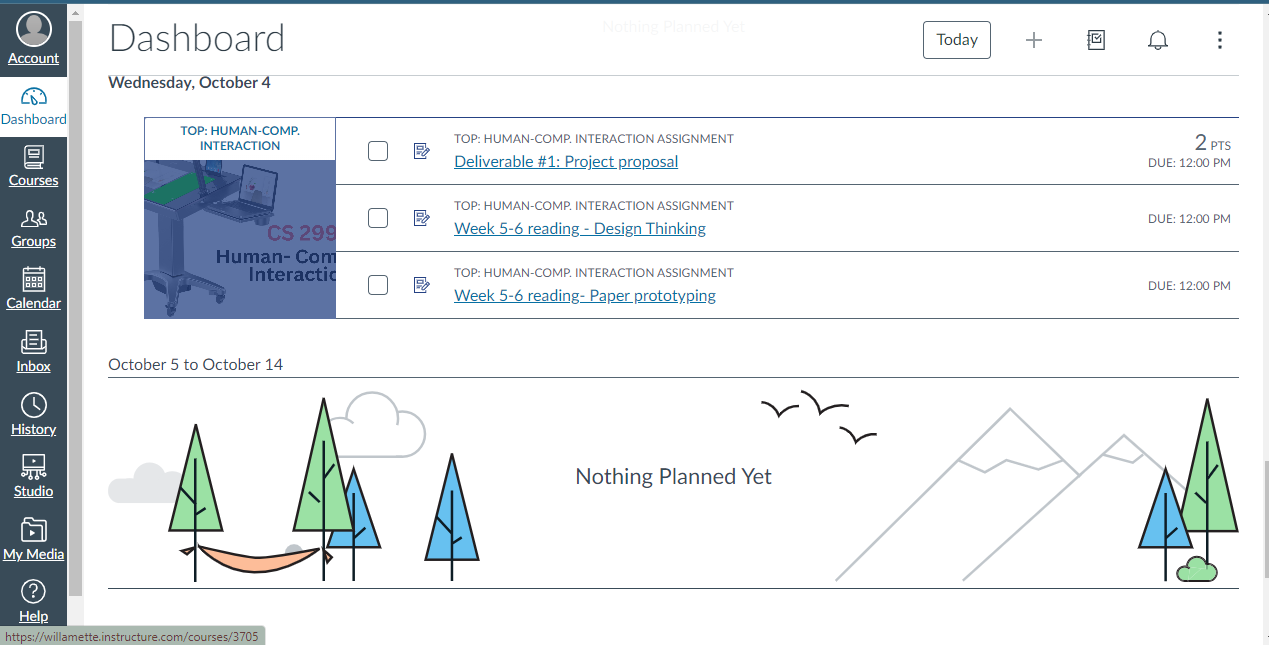 Account
Dashboard
Courses
Groups
Calendar
Inbox
History
Studio
My Media
Help
Dashboard
Nothing Planned Yet
Today
Wednesday, October 4
TOP: HUMAN-COMP.
INTERACTION
CS 299
Human- Com
Interactio
TOP: HUMAN-COMP. INTERACTION ASSIGNMENT
Deliverable #1: Project proposal
2 PTS
DUE: 12:00 PM
TOP: HUMAN-COMP. INTERACTION ASSIGNMENT
Week 5-6 reading - Design Thinking
DUE: 12:00 PM
TOP: HUMAN-COMP. INTERACTION ASSIGNMENT
Week 5-6 reading- Paper prototyping
DUE: 12:00 PM
October 5 to October 14
Nothing Planned Yet
https://willamette.instructure.com/courses/3705